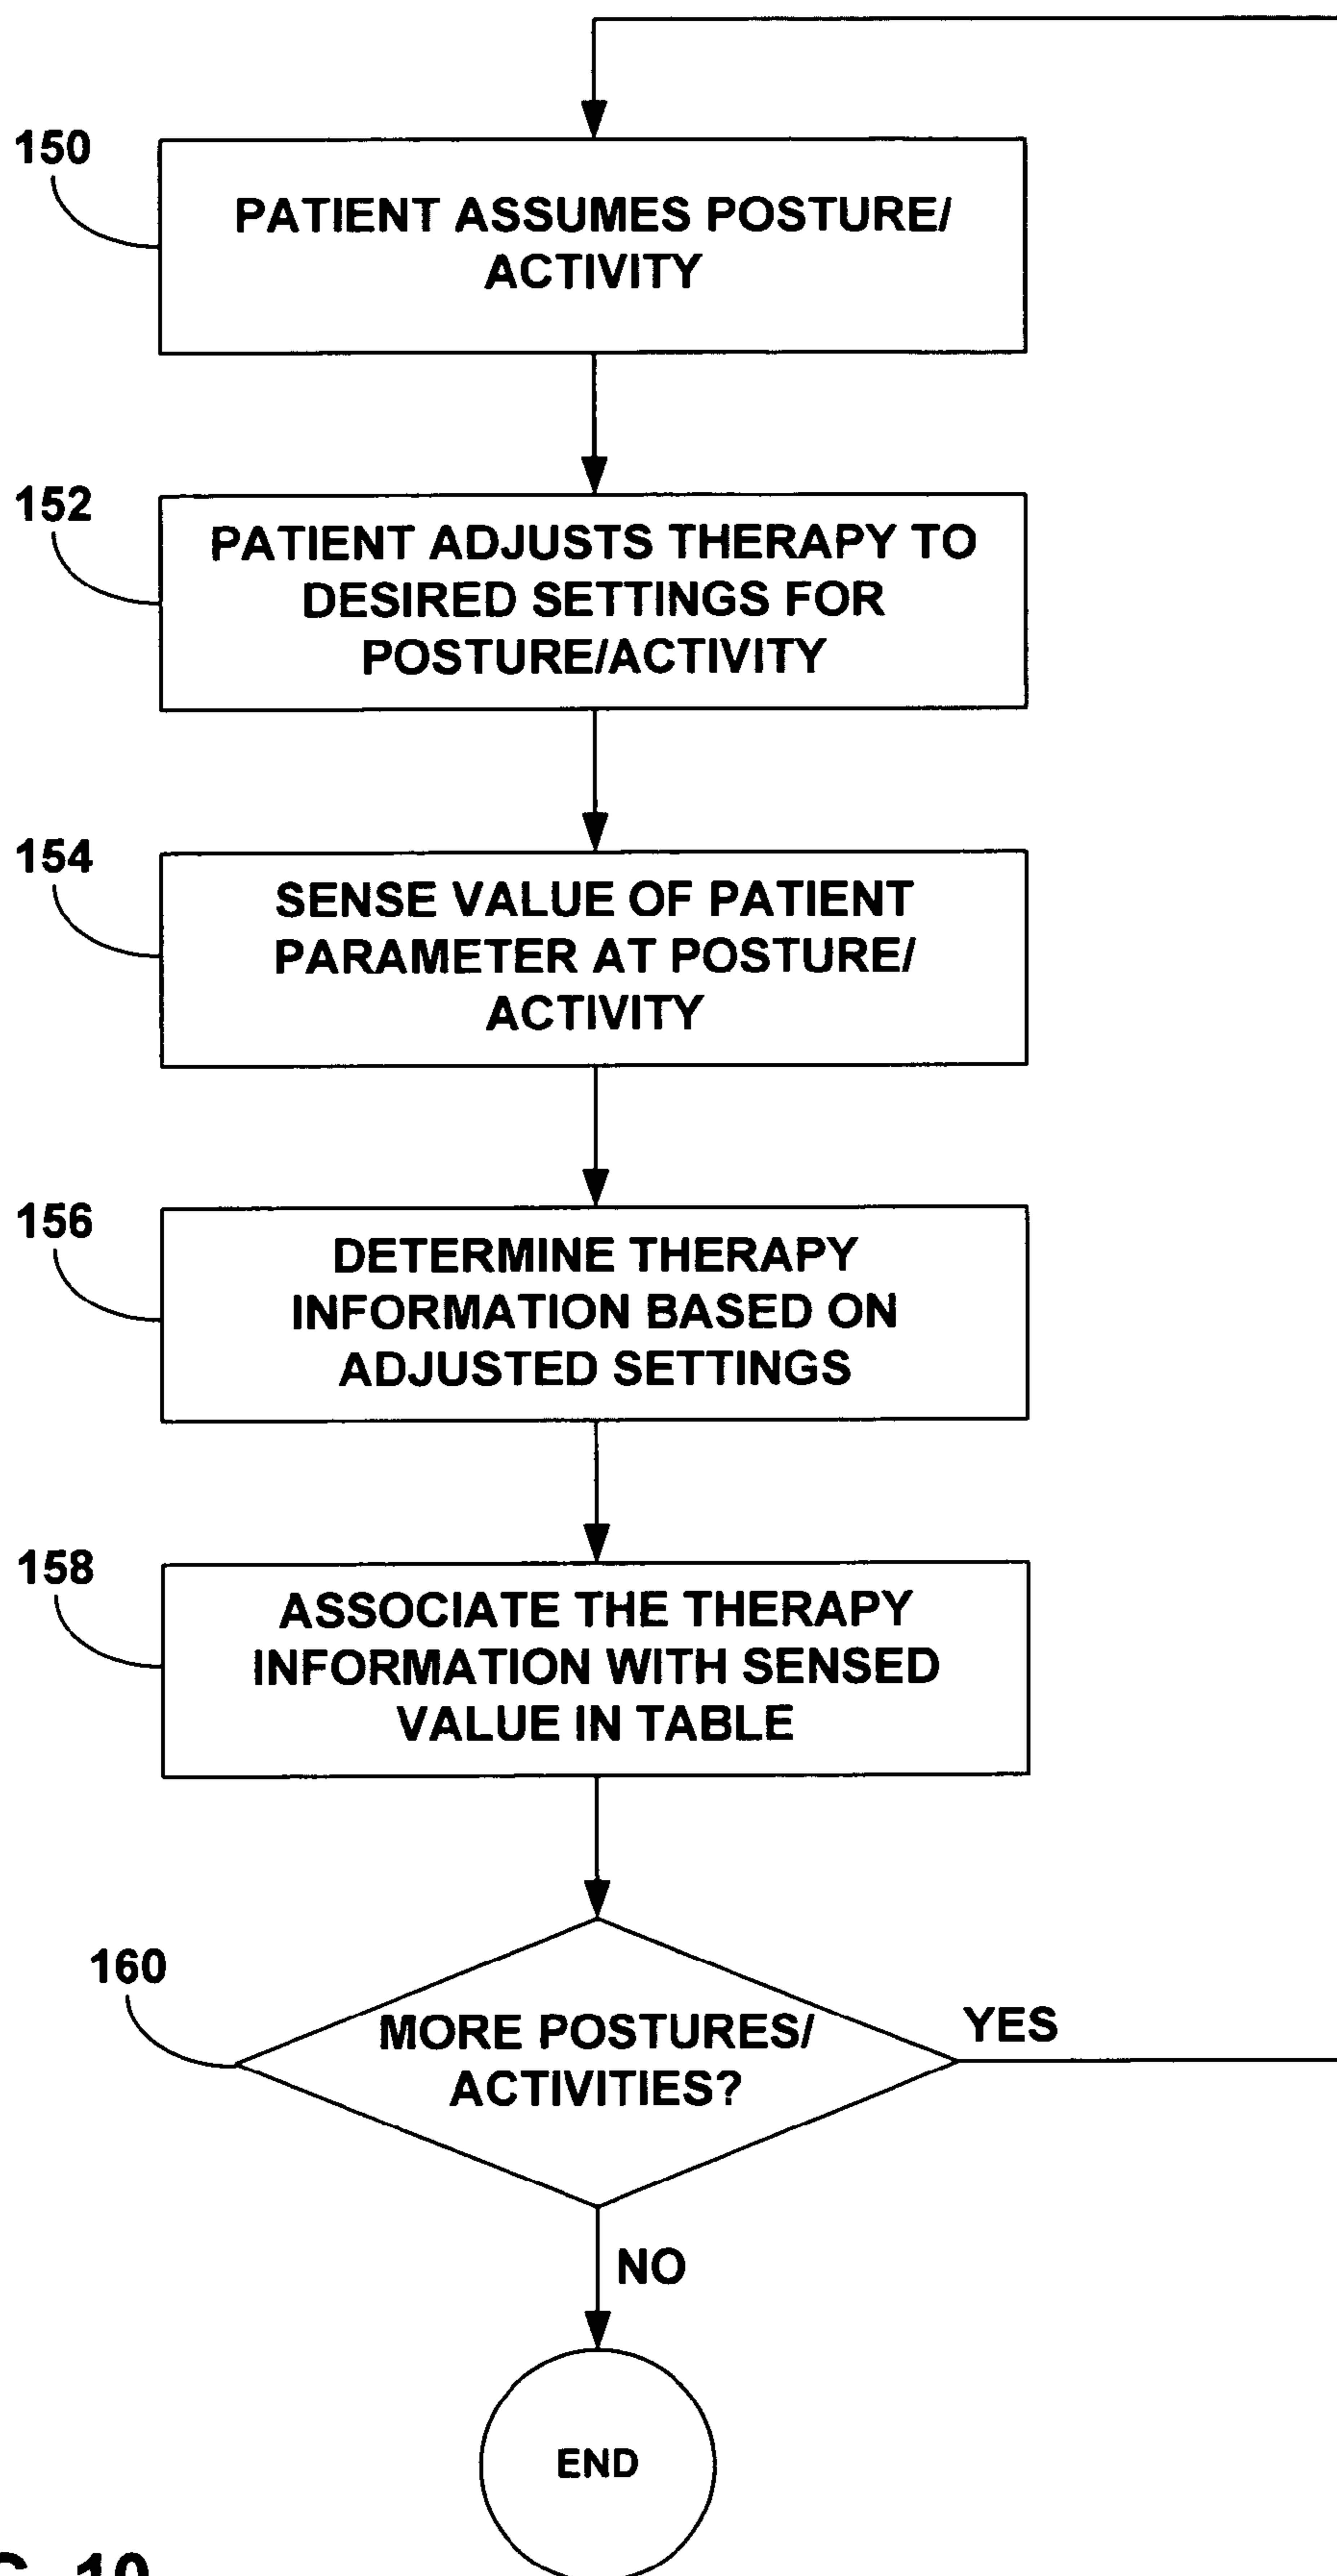 150
PATIENT ASSUMES POSTURE/
ACTIVITY
152
PATIENT ADJUSTS THERAPY TO
DESIRED SETTINGS FOR
POSTURE/ACTIVITY
154
SENSE VALUE OF PATIENT
PARAMETER AT POSTURE/
ACTIVITY
156
DETERMINE THERAPY
INFORMATION BASED ON
ADJUSTED SETTINGS
158
ASSOCIATE THE THERAPY
INFORMATION WITH SENSED
VALUE IN TABLE
160
MORE POSTURES/
ACTIVITIES?
YES
NO
END